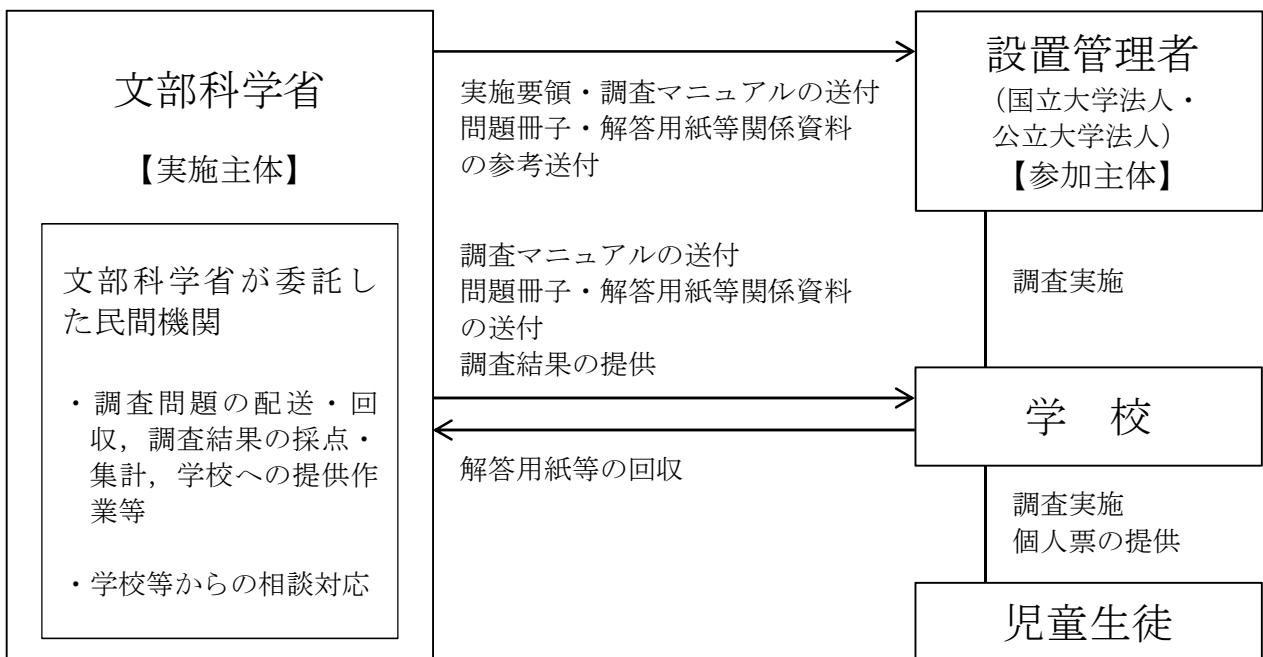 文部科学省
【実施主体】
文部科学省が委託し
た民間機関
・調査問題の配送・回
収，調査結果の採点・
集計，学校への提供作
業等
・学校等からの相談対応
実施要領・調査マニュアルの送付
問題冊子・解答用紙等関係資料
の参考送付
調査マニュアルの送付
問題冊子・解答用紙等関係資料
の送付
調査結果の提供
解答用紙等の回収
設置管理者
（国立大学法人・
公立大学法人）
【参加主体】
調査実施
学　校
調査実施
個人票の提供
児童生徒